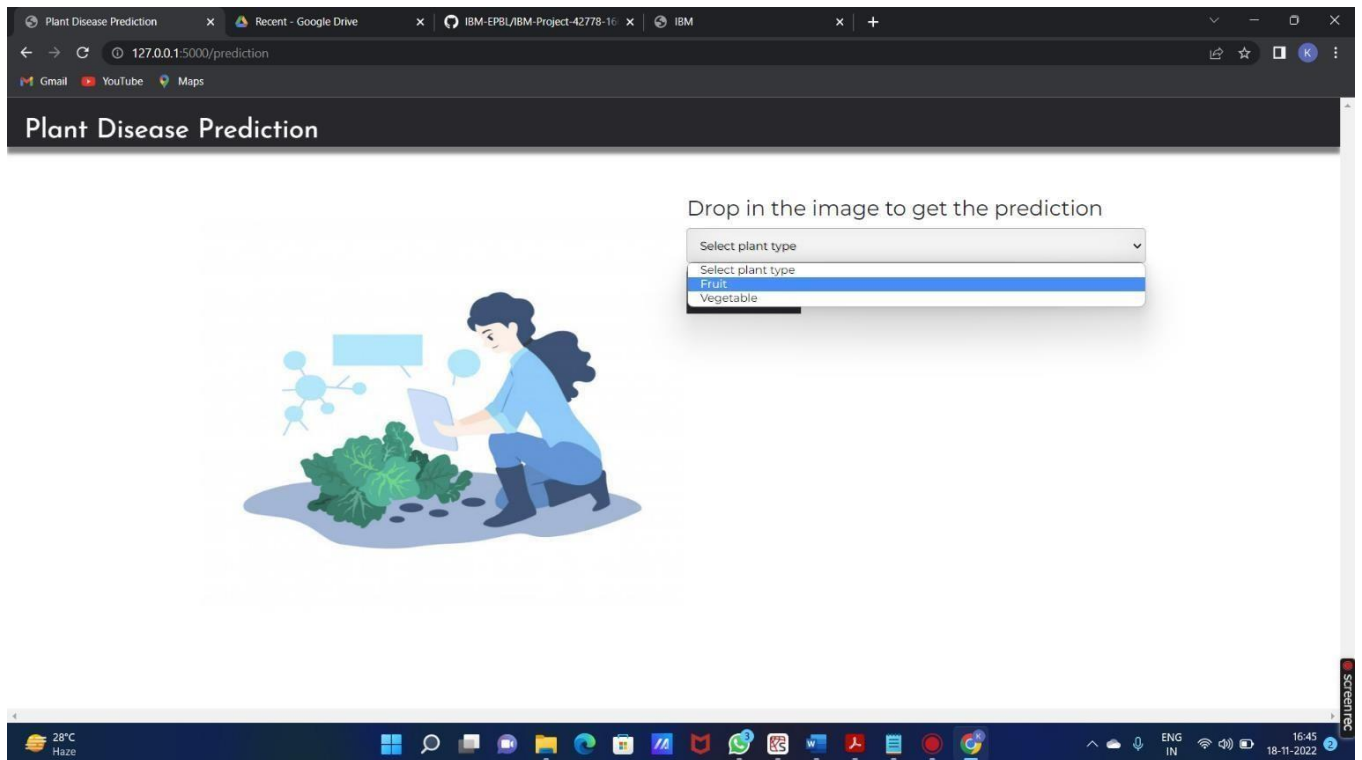 Plant Disease Prediction
Recent - Google Drive
IBM-EPBL/IBM-Project-42778-16
IBM
127.0.0.1:5000/prediction
K
Gmail
YouTube
Maps
Plant Disease Prediction
Drop in the image to get the prediction
Select plant type
Select plant type
Fruit
Vegetable
screenrec
28°C
Haze
3
K
ENG
IN
16:45
18-11-2022
2